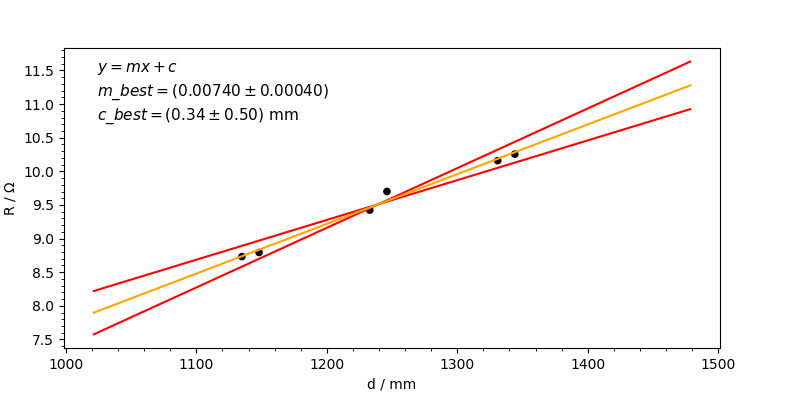 y = mx + c
m_best = (0.00740 ± 0.00040)
c_best = (0.34 ± 0.50) mm
11.5
11.0
10.5
10.0
9.5
9.0
8.5
8.0
7.5
R / Ω
1000 1100 1200 1300 1400 1500
d / mm